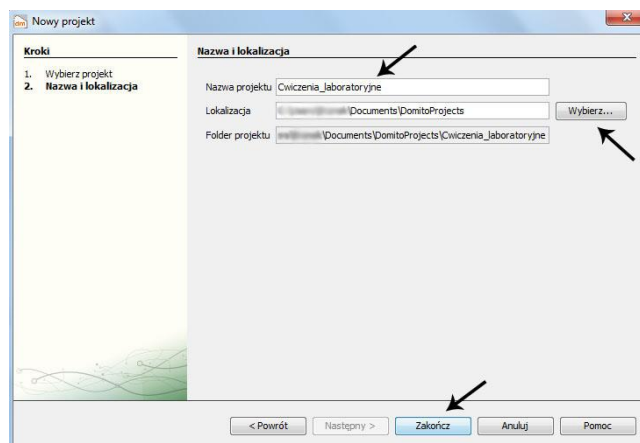 dm Nowy projekt
Kroki
1. Wybierz projekt
2. Nazwa i lokalizacja
Nazwa i lokalizacja
Nazwa projektu Cwiczenia_laboratoryjne
Lokalizacja \Documents\DomitoProjects Wybierz...
Folder projektu \Documents\DomitoProjects\Cwiczenia_laboratoryjne
< Powrót Następny > Zakończ Anuluj Pomoc